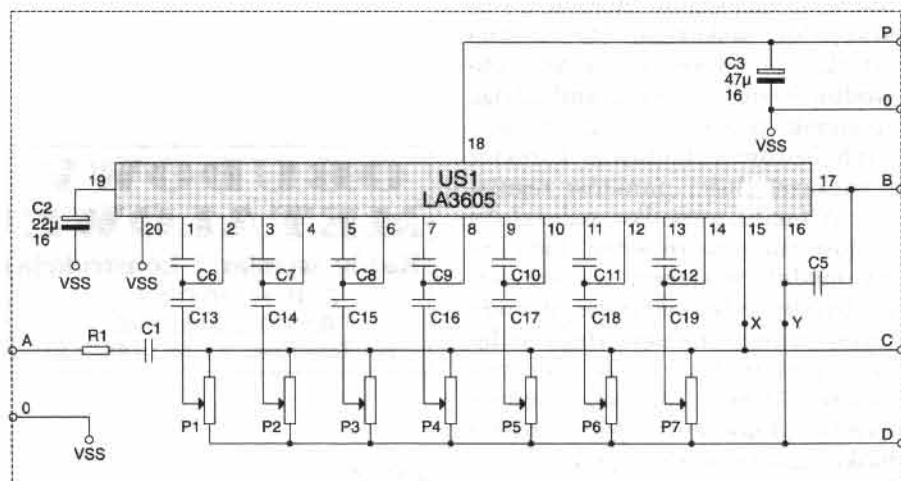 P
C3
47µ
16
0
VSS
18
19
US1
LA3605
17
B
C2
22µ
16
VSS
20 1 2 3 4 5 6 7 8 9 10 11 12 13 14 15 16
VSS
C6 C7 C8 C9 C10 C11 C12
C5
C13 C14 C15 C16 C17 C18 C19
X Y
A
R1
C1
C
P1 P2 P3 P4 P5 P6 P7
0
VSS
D